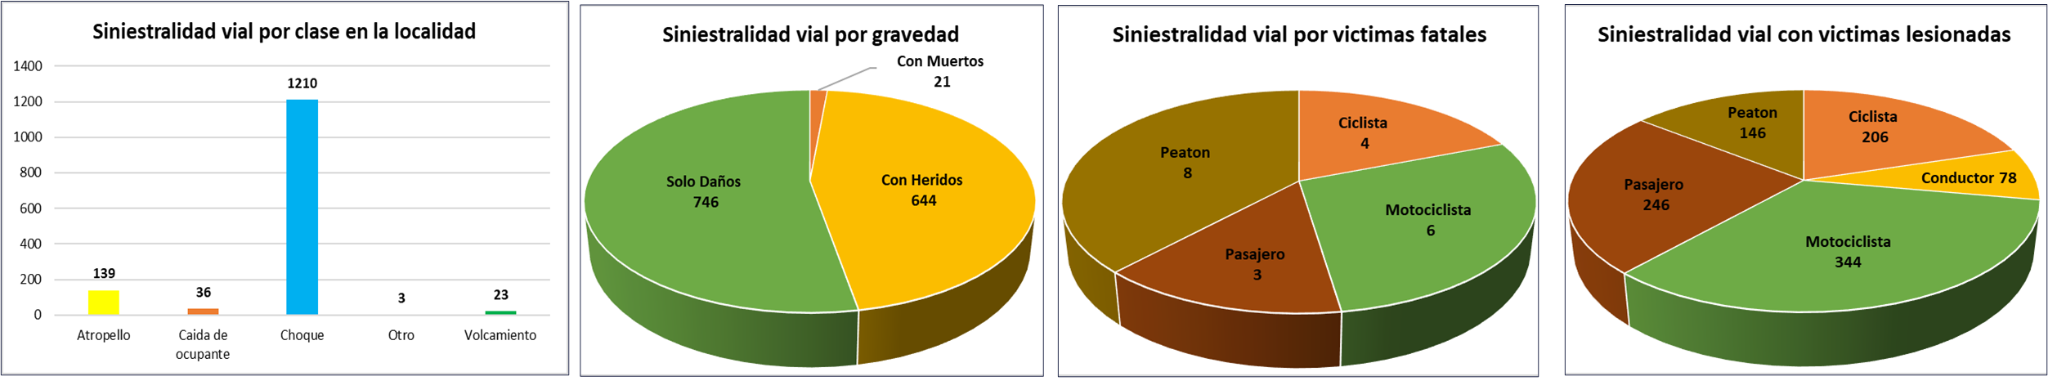 Siniestralidad vial por clase en la localidad
1400
1200
1000
800
600
400
200
0
139
36
1210
3
23
Atropello
Caida de
ocupante
Choque
Otro
Volcamiento
Siniestralidad vial por gravedad
Con Muertos
21
Solo Daños
746
Con Heridos
644
Siniestralidad vial por victimas fatales
Ciclista
4
Peaton
8
Motociclista
6
Pasajero
3
Siniestralidad vial con victimas lesionadas
Peaton
146
Ciclista
206
Conductor 78
Pasajero
246
Motociclista
344